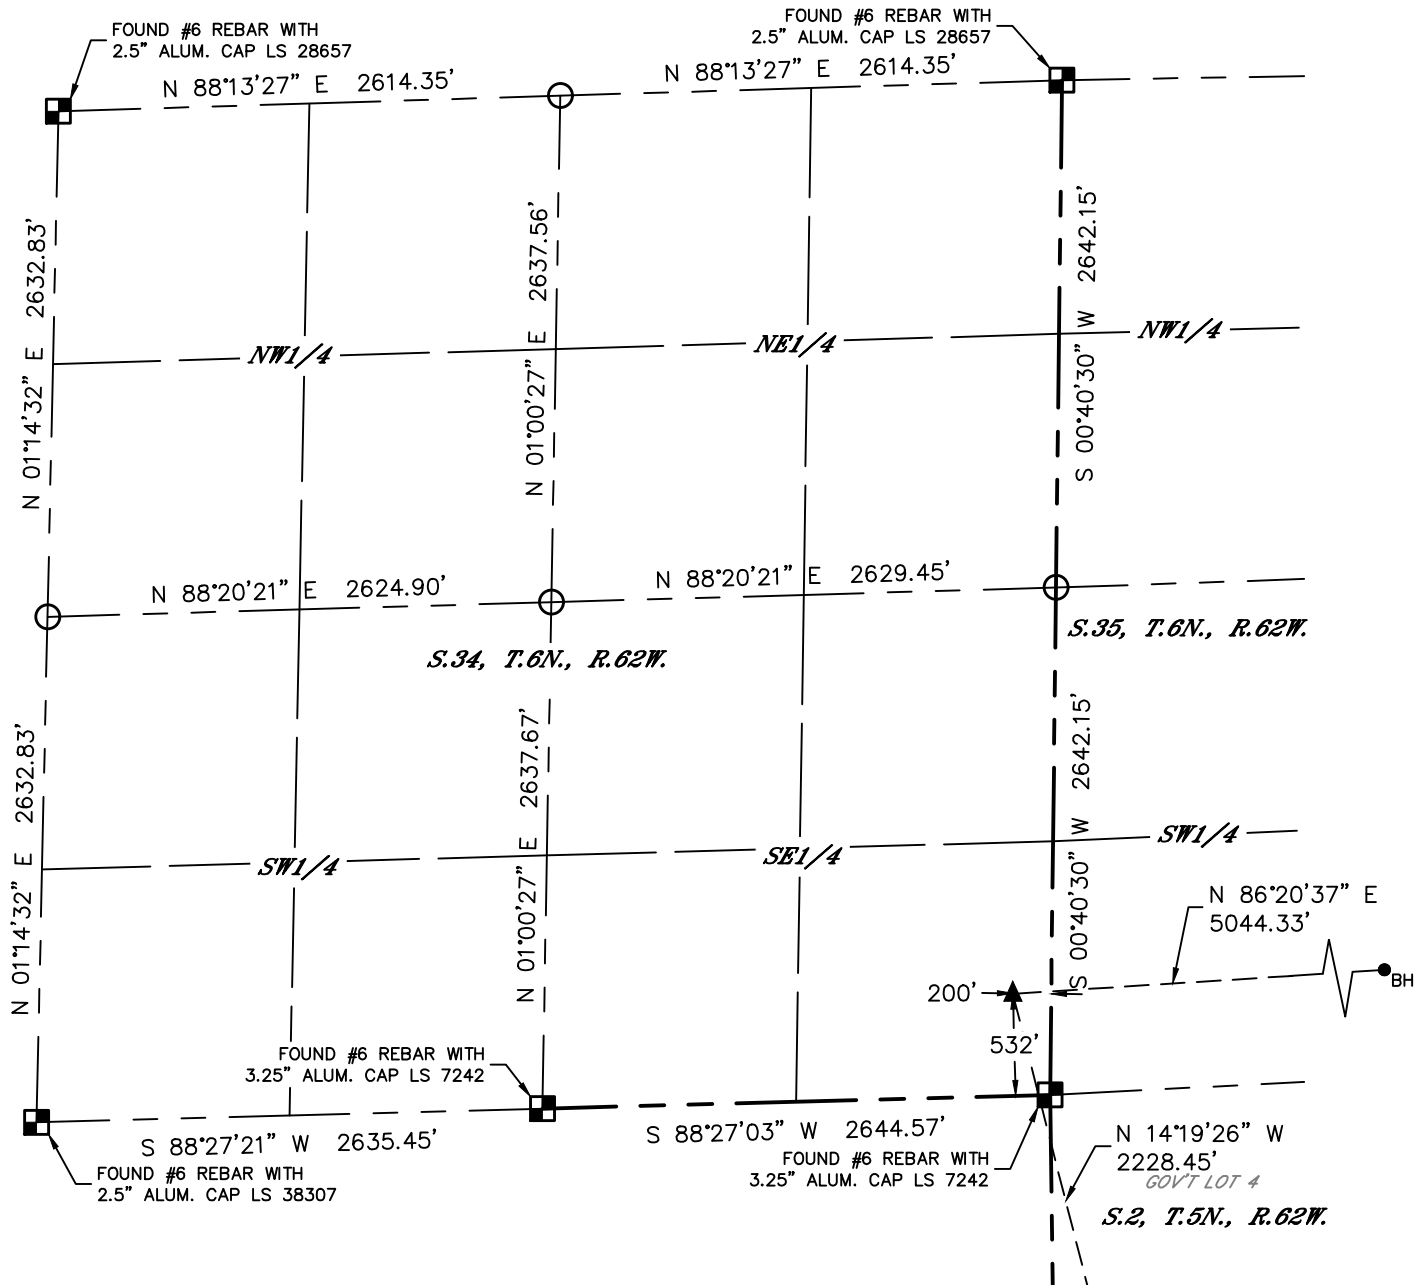 FOUND #6 REBAR WITH
2.5" ALUM. CAP LS 28657
FOUND #6 REBAR WITH
2.5" ALUM. CAP LS 28657
N 88°13'27" E 2614.35'
N 88°13'27" E 2614.35'
N 01°14'32" E 2632.83'
N 01°00'27" E 2637.56'
S 00°40'30" W 2642.15'
NW1/4
NE1/4
NW1/4
N 88°20'21" E 2624.90'
N 88°20'21" E 2629.45'
S.34, T.6N., R.62W.
S.35, T.6N., R.62W.
N 01°14'32" E 2632.83'
N 01°00'27" E 2637.67'
S 00°40'30" W 2642.15'
SW1/4
SE1/4
SW1/4
N 86°20'37" E
5044.33'
BH
200'
532'
FOUND #6 REBAR WITH
3.25" ALUM. CAP LS 7242
S 88°27'21" W 2635.45'
S 88°27'03" W 2644.57'
FOUND #6 REBAR WITH
2.5" ALUM. CAP LS 38307
FOUND #6 REBAR WITH
3.25" ALUM. CAP LS 7242
N 14°19'26" W
2228.45'
GOV'T LOT 4
S.2, T.5N., R.62W.